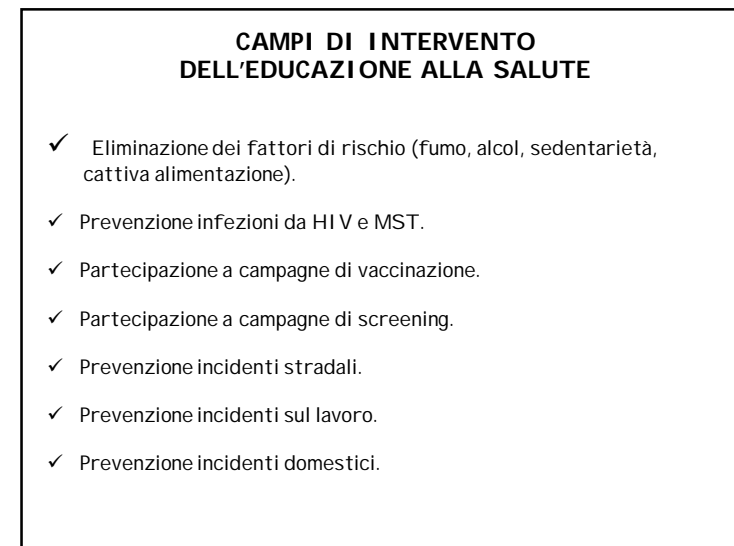 CAMPI DI INTERVENTO
DELL'EDUCAZIONE ALLA SALUTE
✓ Eliminazione dei fattori di rischio (fumo, alcol, sedentarietà,
cattiva alimentazione).
✓ Prevenzione infezioni da HIV e MST.
✓ Partecipazione a campagne di vaccinazione.
✓ Partecipazione a campagne di screening.
✓ Prevenzione incidenti stradali.
✓ Prevenzione incidenti sul lavoro.
✓ Prevenzione incidenti domestici.